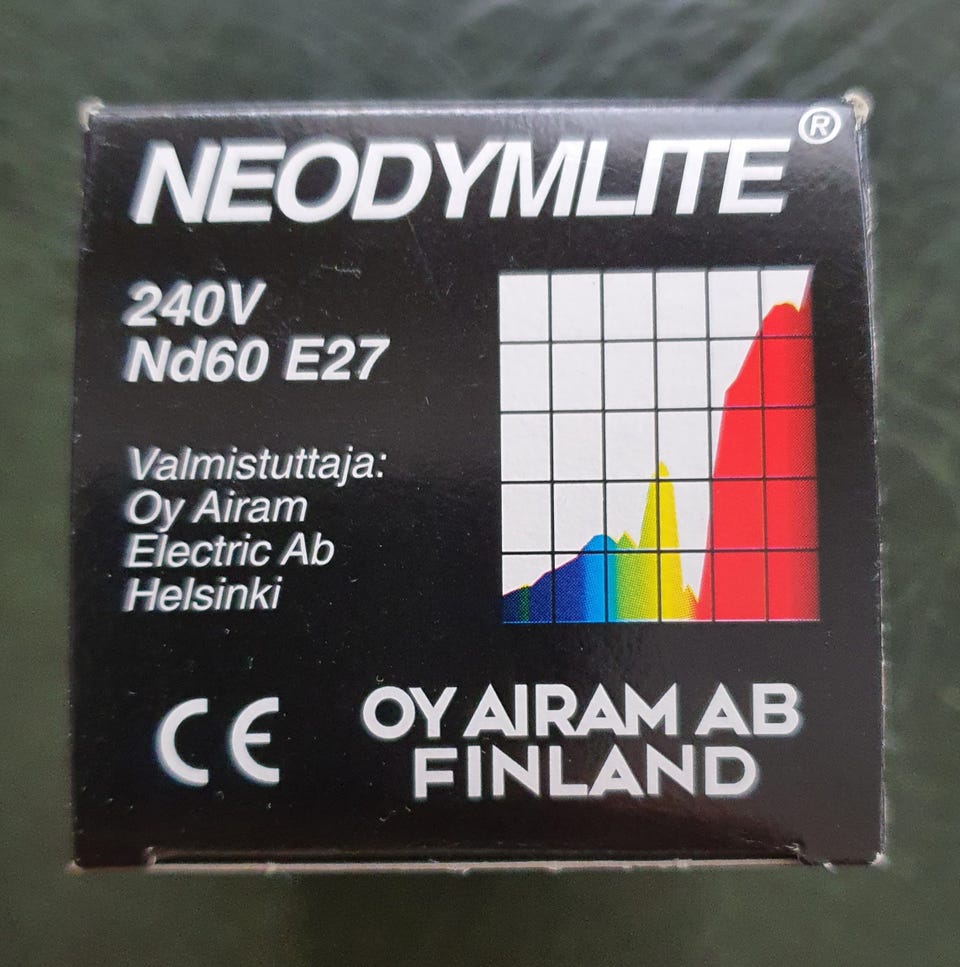 NEODYMLITE®
240V
Nd60 E27
Valmistuttaja:
Oy Airam
Electric Ab
Helsinki
CE
OY AIRAM AB
FINLAND